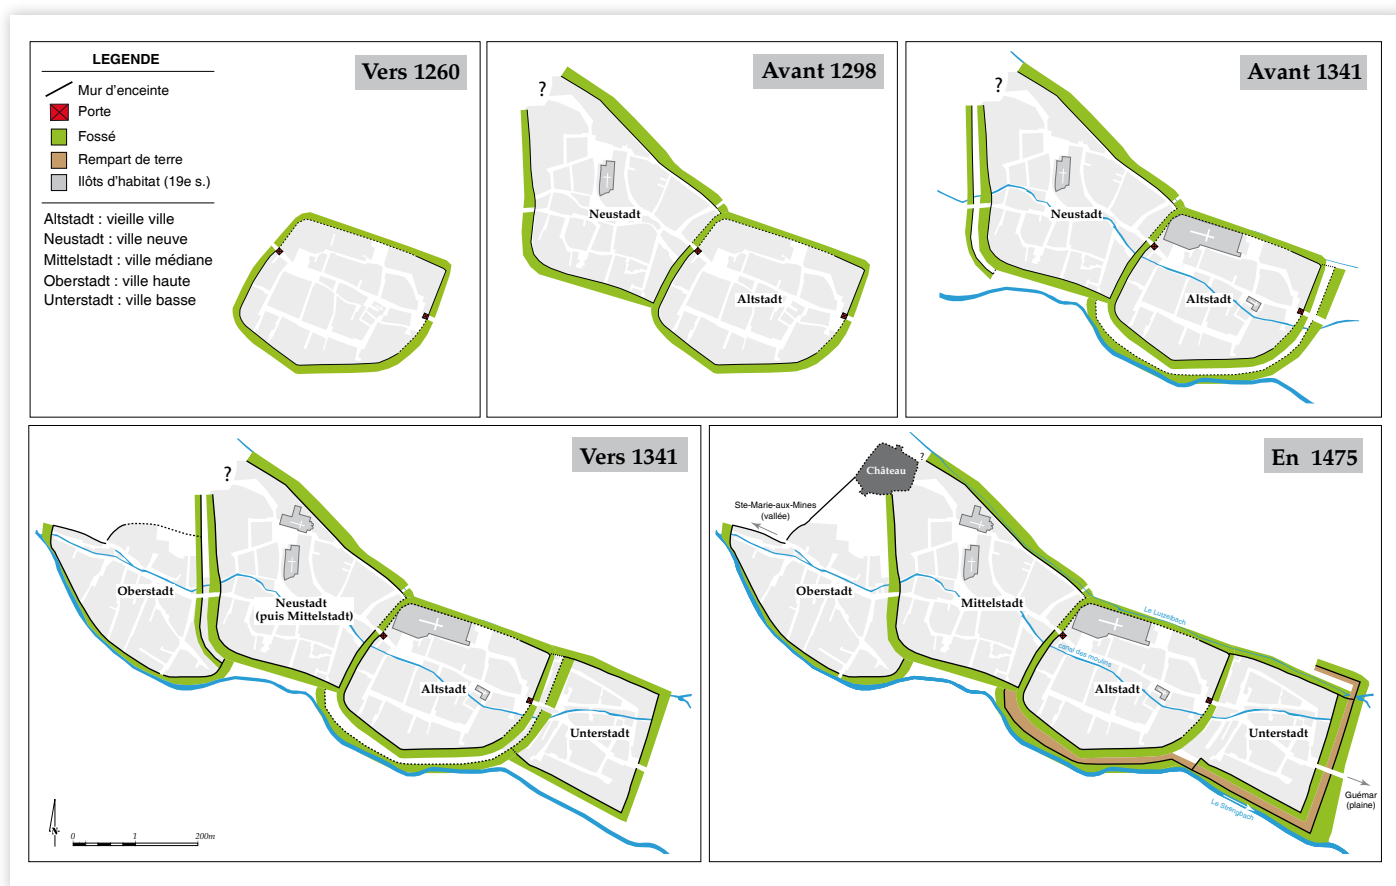 LEGENDE
Mur d'enceinte
Porte
Fossé
Rempart de terre
Ilôts d'habitat (19e s.)
Altstadt : vieille ville
Neustadt : ville neuve
Mittelstadt : ville médiane
Oberstadt : ville haute
Unterstadt : ville basse
Vers 1260
Avant 1298
?
Neustadt
Altstadt
Avant 1341
?
Neustadt
Altstadt
Vers 1341
?
Oberstadt
Neustadt
(puis Mittelstadt)
Altstadt
Unterstadt
N
0
1
200m
En 1475
Château
?
Ste-Marie-aux-Mines
(vallée)
Oberstadt
Mittelstadt
Le Lutzelbach
canal des moulins
Altstadt
Unterstadt
Guémar
(plaine)
Le Strengbach